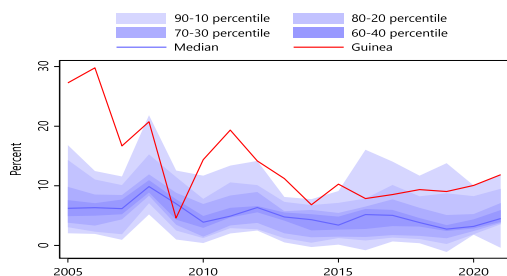 90-10 percentile 80-20 percentile
70-30 percentile 60-40 percentile
Median Guinea
30
20
10
0
Percent
2005 2010 2015 2020